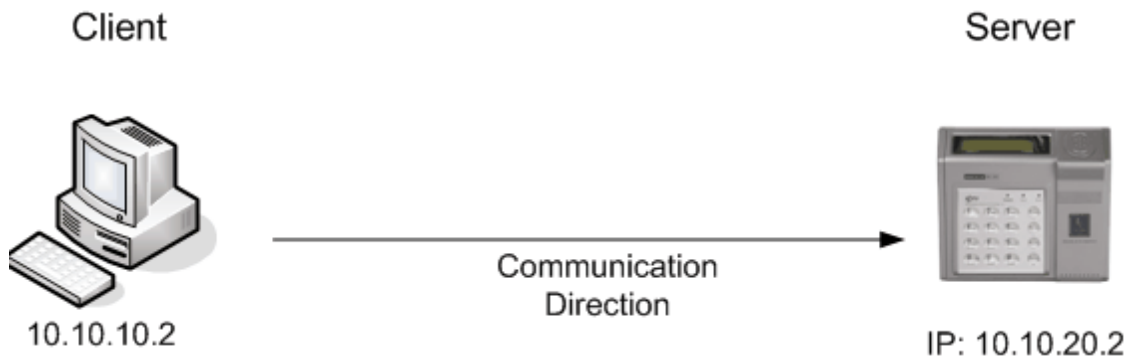 Client
Server
Communication
Direction
10.10.10.2
IP: 10.10.20.2